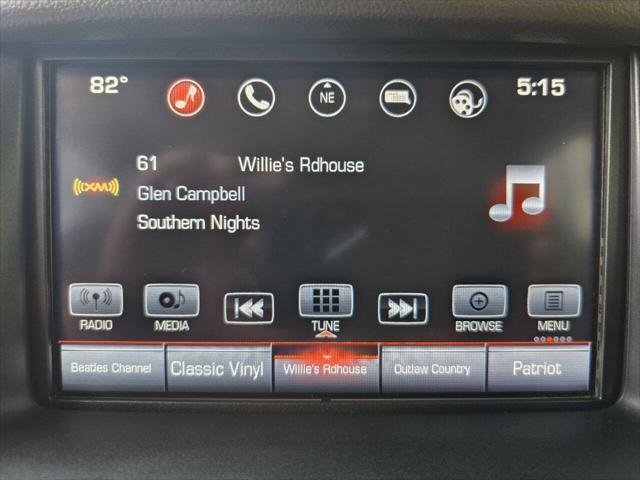 82°
NE
5:15
61 Willie's Rdhouse
((XM))
Glen Campbell
Southern Nights
RADIO MEDIA TUNE BROWSE MENU
Beatles Channel Classic Vinyl Willie's Rdhouse Outlaw Country Patriot